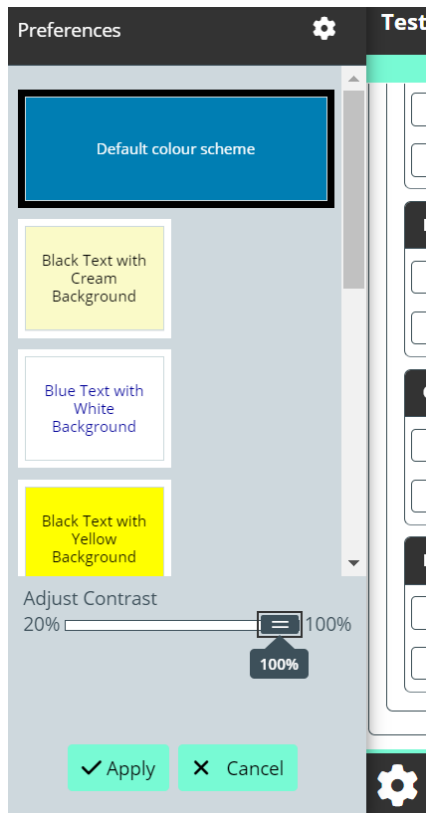 Preferences
Test
Default colour scheme
Black Text with
Cream
Background
Blue Text with
White
Background
Black Text with
Yellow
Background
Adjust Contrast
20%
100%
100%
Apply
Cancel